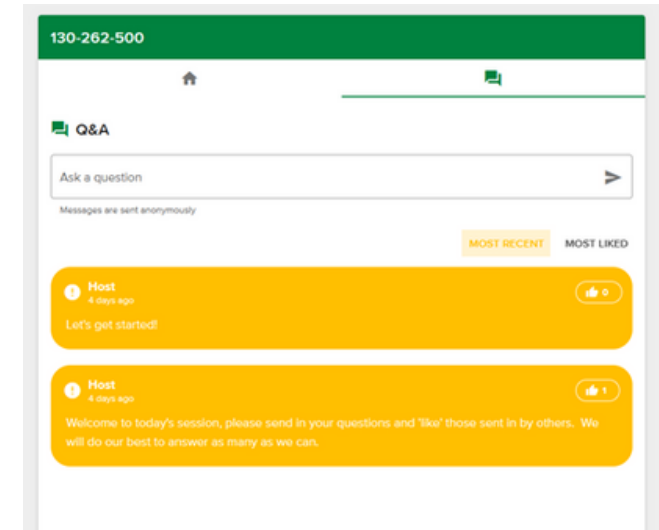 130-262-500
Q&A
Ask a question
Messages are sent anonymously
MOST RECENT MOST LIKED
Host
4 days ago
0
Let's get started!
Host
4 days ago
1
Welcome to today's session, please send in your questions and 'like' those sent in by others. We
will do our best to answer as many as we can.